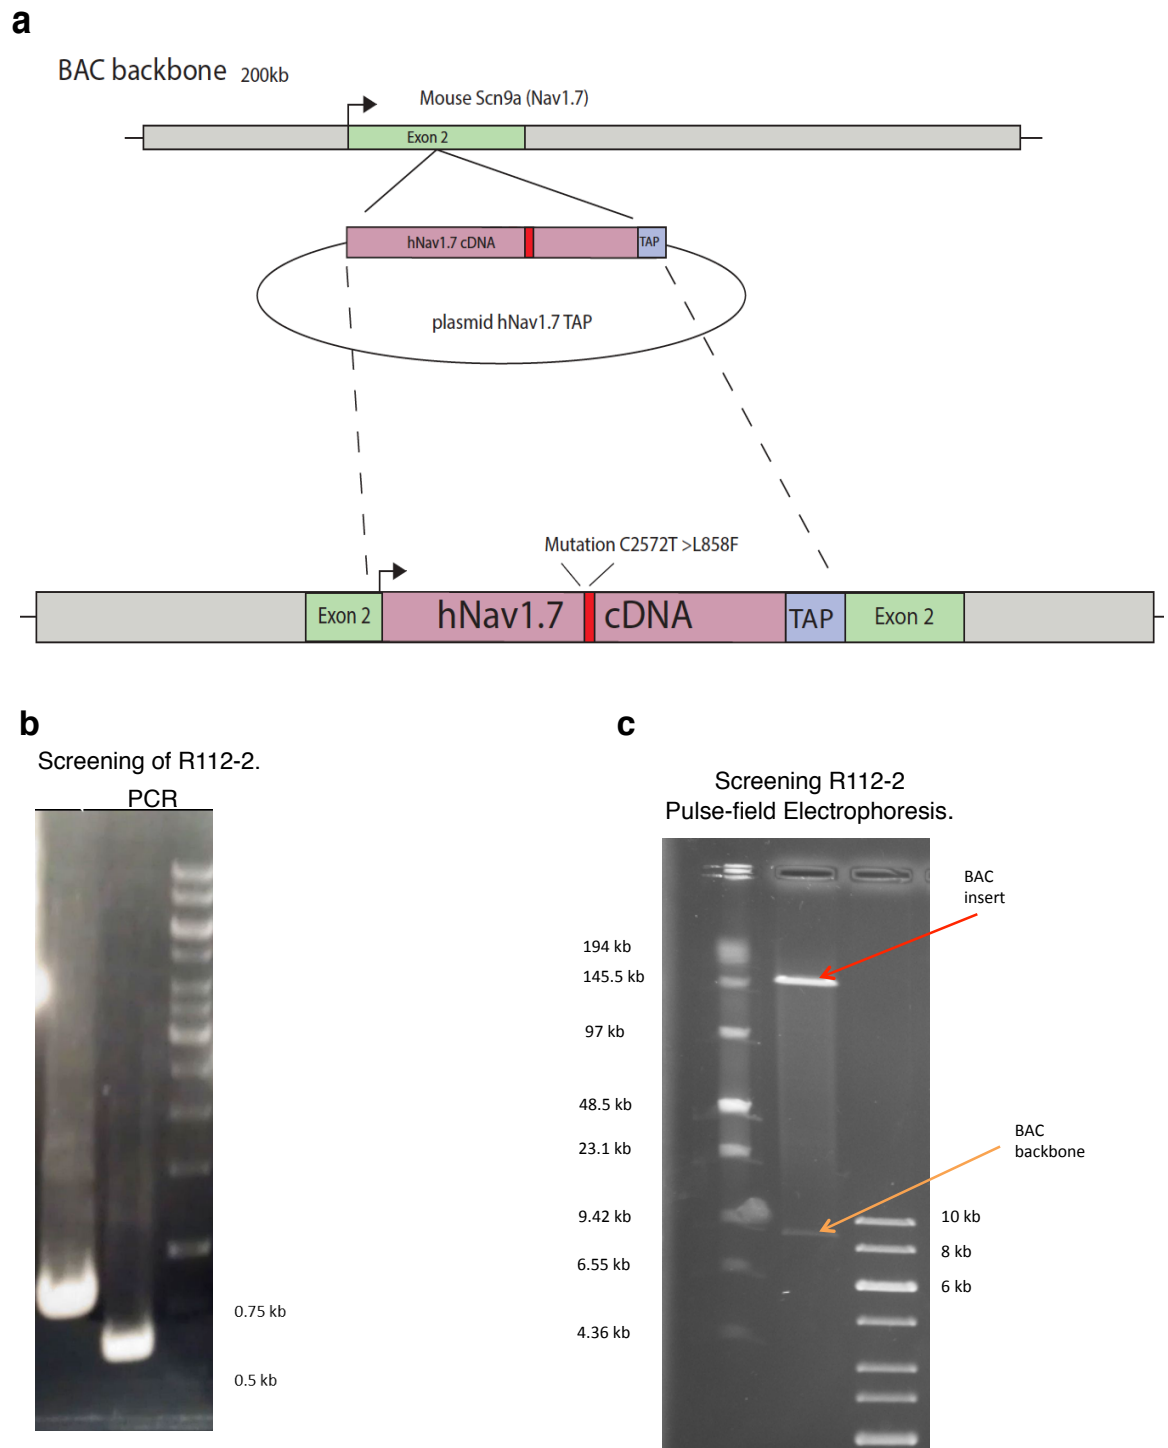 a
BAC backbone 200kb
Mouse Scn9a (Nav1.7)
Exon 2
hNav1.7 cDNA
TAP
plasmid hNav1.7 TAP
Mutation C2572T >L858F
Exon 2
hNav1.7 cDNA
TAP
Exon 2
b
Screening of R112-2.
PCR
0.75 kb
0.5 kb
c
Screening R112-2
Pulse-field Electrophoresis.
BAC
insert
194 kb
145.5 kb
97 kb
48.5 kb
23.1 kb
9.42 kb
6.55 kb
4.36 kb
BAC
backbone
10 kb
8 kb
6 kb